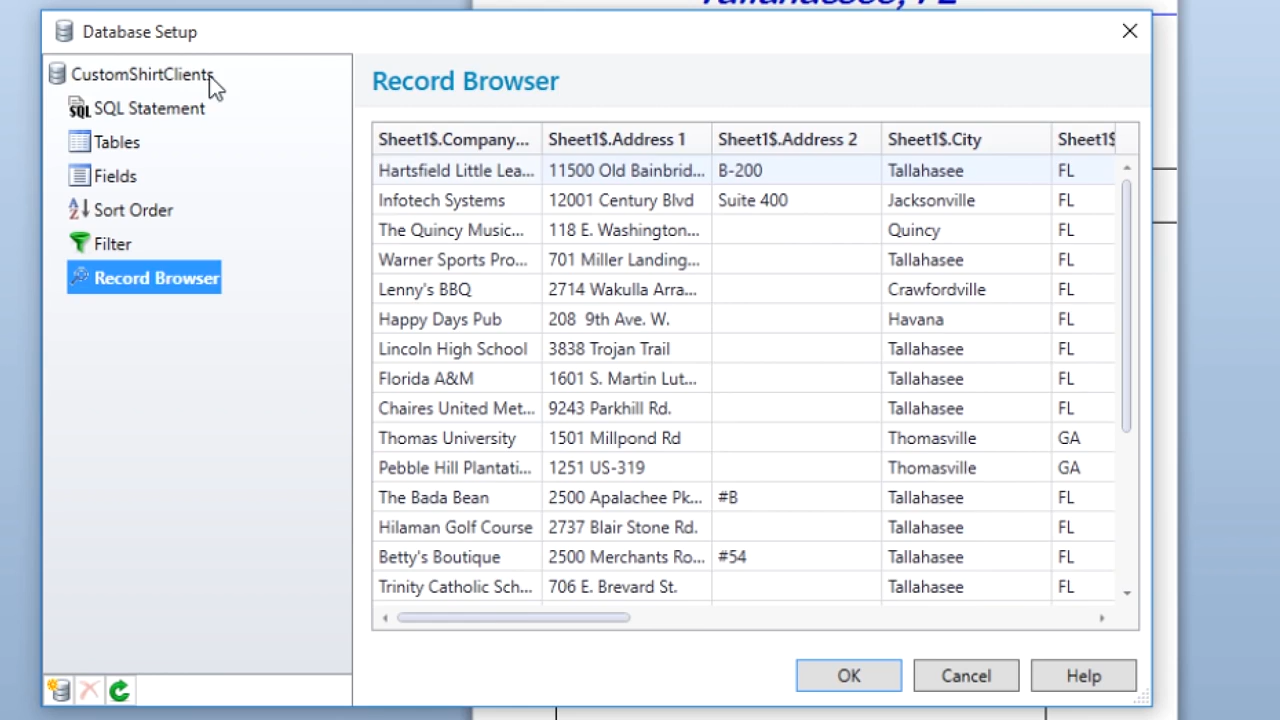 Tallahassee, FL
Database Setup
CustomShirtClients
SQL Statement
Tables
Fields
Sort Order
Filter
Record Browser
Record Browser
Sheet1$.Company... Sheet1$.Address 1 Sheet1$.Address 2 Sheet1$.City Sheet1$
Hartsfield Little Lea... 11500 Old Bainbrid... B-200 Tallahasee FL
Infotech Systems 12001 Century Blvd Suite 400 Jacksonville FL
The Quincy Music... 118 E. Washington... Quincy FL
Warner Sports Pro... 701 Miller Landing... Tallahasee FL
Lenny's BBQ 2714 Wakulla Arra... Crawfordville FL
Happy Days Pub 208 9th Ave. W. Havana FL
Lincoln High School 3838 Trojan Trail Tallahasee FL
Florida A&M 1601 S. Martin Lut... Tallahasee FL
Chaires United Met... 9243 Parkhill Rd. Tallahasee FL
Thomas University 1501 Millpond Rd Thomasville GA
Pebble Hill Plantati... 1251 US-319 Thomasville GA
The Bada Bean 2500 Apalachee Pk... #B Tallahasee FL
Hilaman Golf Course 2737 Blair Stone Rd. Tallahasee FL
Betty's Boutique 2500 Merchants Ro... #54 Tallahasee FL
Trinity Catholic Sch... 706 E. Brevard St. Tallahasee FL
OK Cancel Help